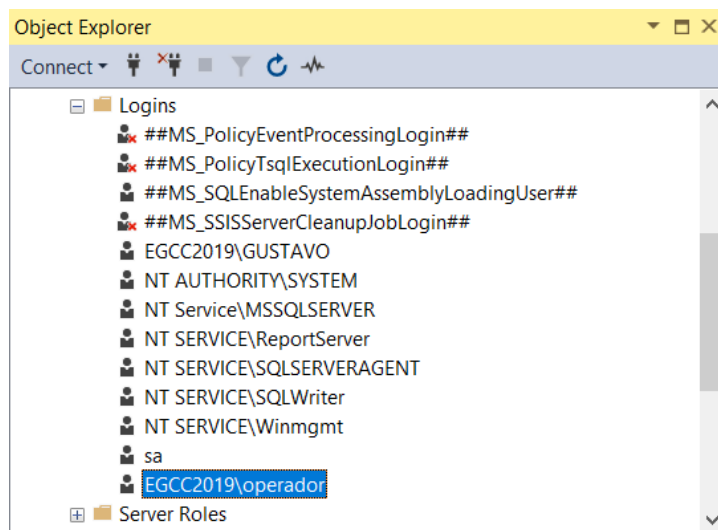 Object Explorer
Connect
Logins
##MS_PolicyEventProcessingLogin##
##MS_PolicyTsqlExecutionLogin##
##MS_SQLEnableSystemAssemblyLoadingUser##
##MS_SSISServerCleanupJobLogin##
EGCC2019\GUSTAVO
NT AUTHORITY\SYSTEM
NT Service\MSSQLSERVER
NT SERVICE\ReportServer
NT SERVICE\SQLSERVERAGENT
NT SERVICE\SQLWriter
NT SERVICE\Winmgmt
sa
EGCC2019\operador
Server Roles